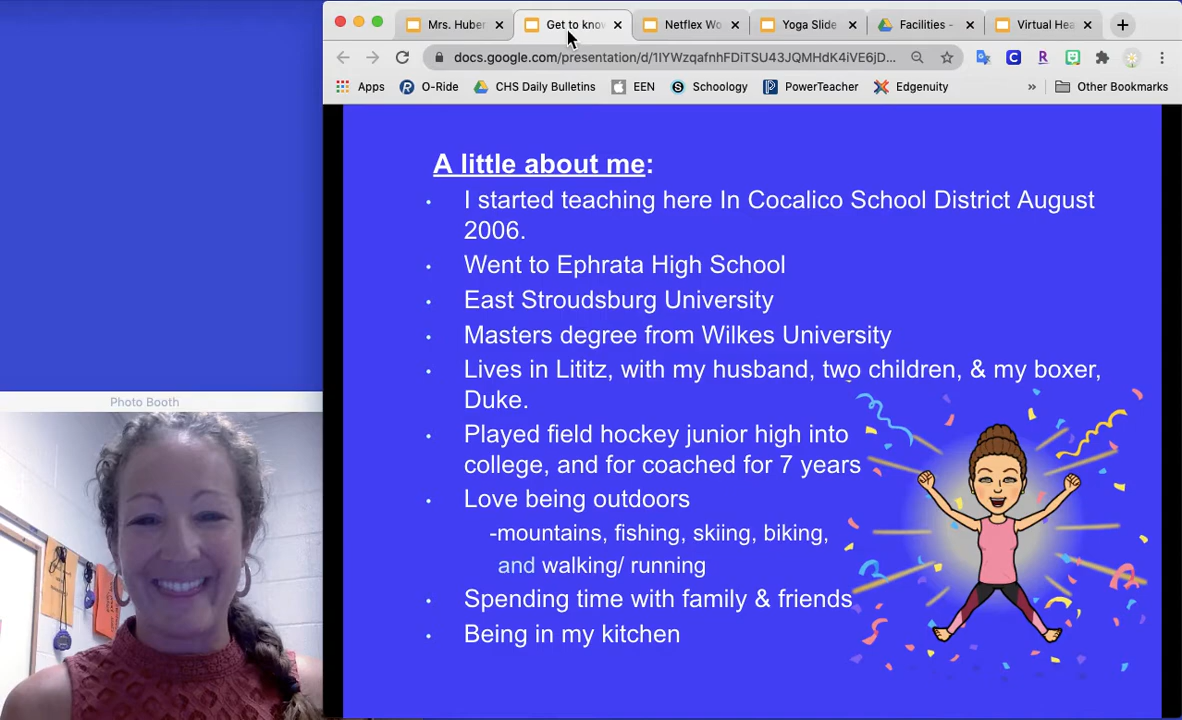 Mrs. Huber
Get to know
Netflex Wo
Yoga Slide
Facilities -
Virtual Hea
docs.google.com/presentation/d/1IYWzqafnhFDiTSU43JQMHdK4iVE6jD...
Apps
O-Ride
CHS Daily Bulletins
EEN
Schoology
PowerTeacher
Edgenuity
»
Other Bookmarks
A little about me:
• I started teaching here In Cocalico School District August
2006.
• Went to Ephrata High School
• East Stroudsburg University
• Masters degree from Wilkes University
• Lives in Lititz, with my husband, two children, & my boxer,
Duke.
• Played field hockey junior high into
college, and for coached for 7 years
• Love being outdoors
-mountains, fishing, skiing, biking,
and walking/ running
• Spending time with family & friends
• Being in my kitchen
Photo Booth